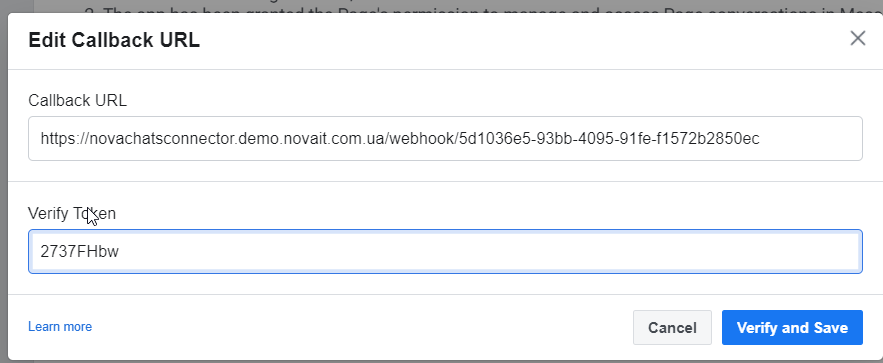 Edit Callback URL
Callback URL
https://novachatsconnector.demo.novait.com.ua/webhook/5d1036e5-93bb-4095-91fe-f1572b2850ec
Verify Token
2737FHbw
Learn more
Cancel
Verify and Save